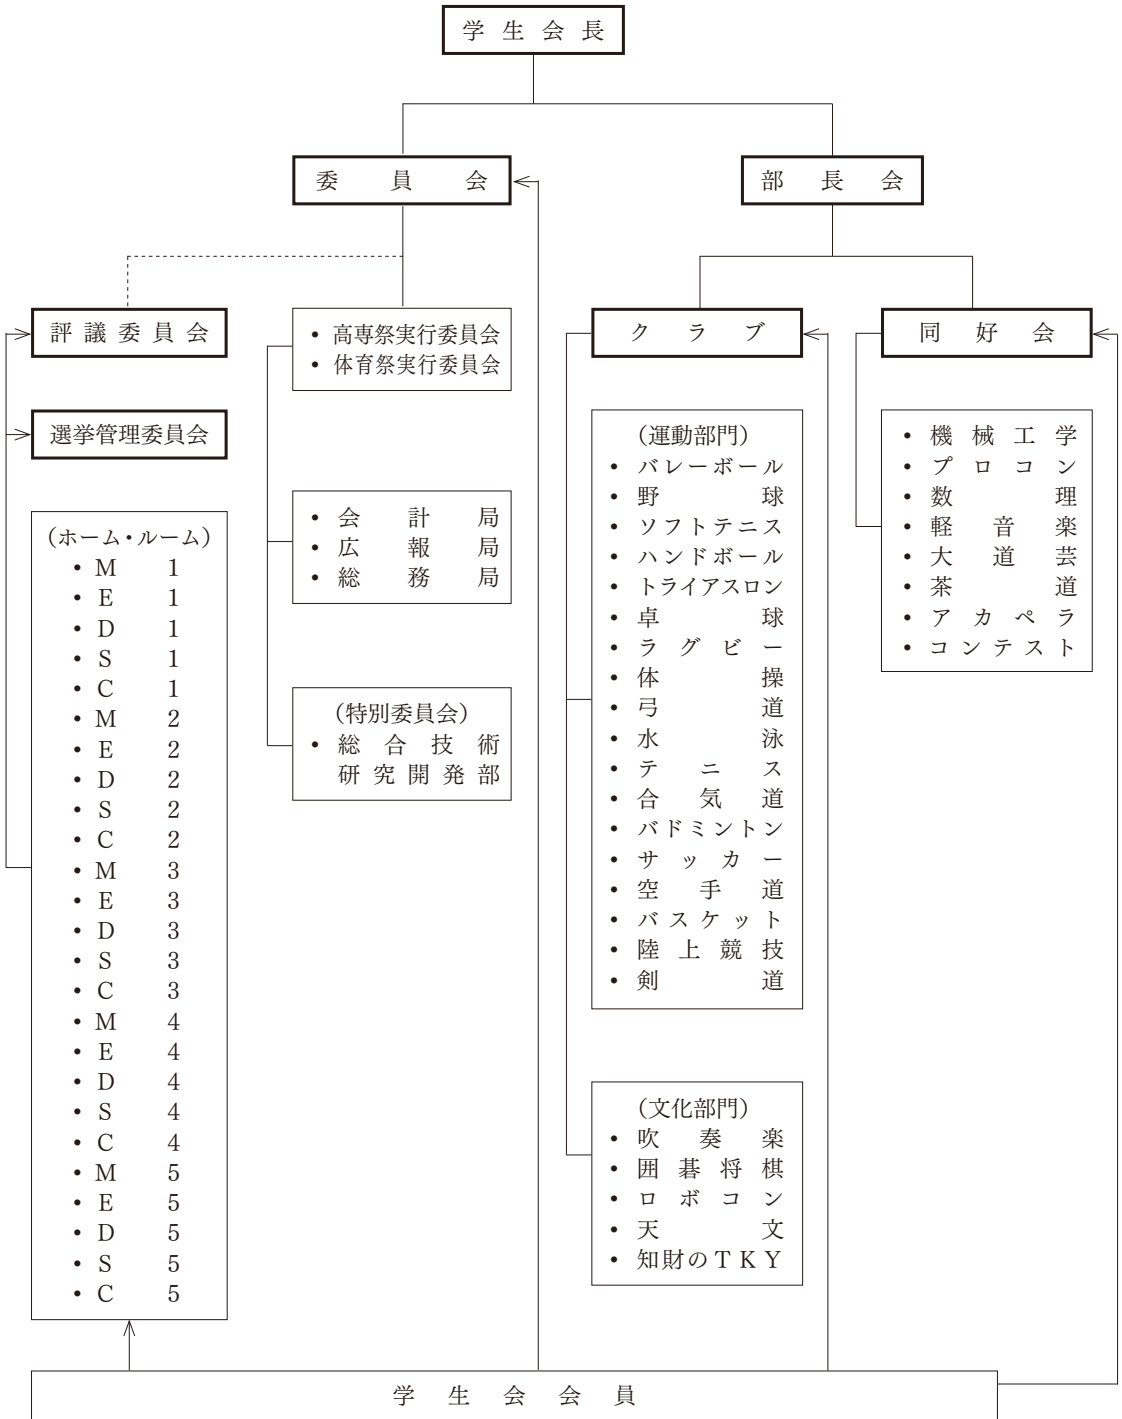 学生会長
委員会
部長会
評議委員会
選挙管理委員会
(ホーム・ルーム)
• M 1
• E 1
• D 1
• S 1
• C 1
• M 2
• E 2
• D 2
• S 2
• C 2
• M 3
• E 3
• D 3
• S 3
• C 3
• M 4
• E 4
• D 4
• S 4
• C 4
• M 5
• E 5
• D 5
• S 5
• C 5
• 高専祭実行委員会
• 体育祭実行委員会
• 会計局
• 広報局
• 総務局
(特別委員会)
• 総合技術
研究開発部
クラブ
(運動部門)
• バレーボール
• 野球
• ソフトテニス
• ハンドボール
• トライアスロン
• 卓球
• ラグビー
• 体操
• 弓道
• 水泳
• テニス
• 合気道
• バドミントン
• サッカー
• 空手道
• バスケット
• 陸上競技
• 剣道
(文化部門)
• 吹奏楽
• 囲碁将棋
• ロボコン
• 天文
• 知財のTKY
同好会
• 機械工学
• プロコン
• 数理
• 軽音楽
• 大道芸
• 茶道
• アカペラ
• コンテスト
学生会会員